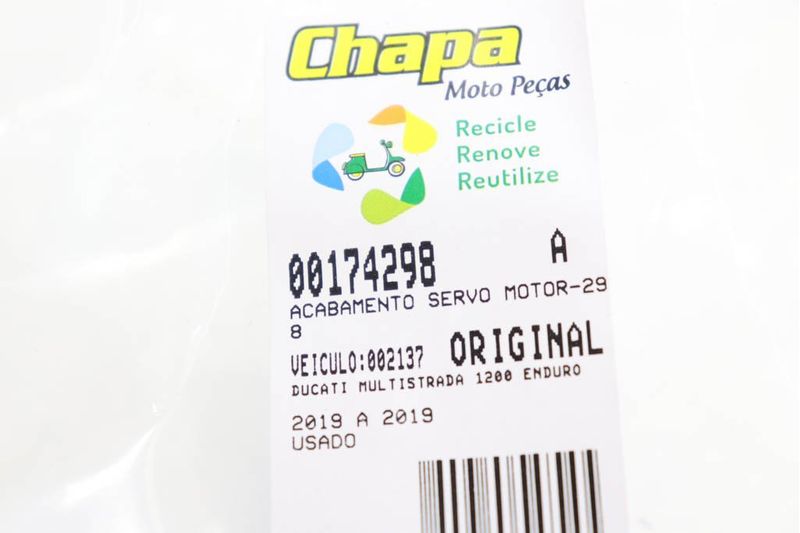 Chapa
Moto Peças
Recicle
Renove
Reutilize
00174298 A
ACABAMENTO SERVO MOTOR-29
8
VEICULO:002137 ORIGINAL
DUCATI MULTISTRADA 1200 ENDURO
2019 A 2019
USADO